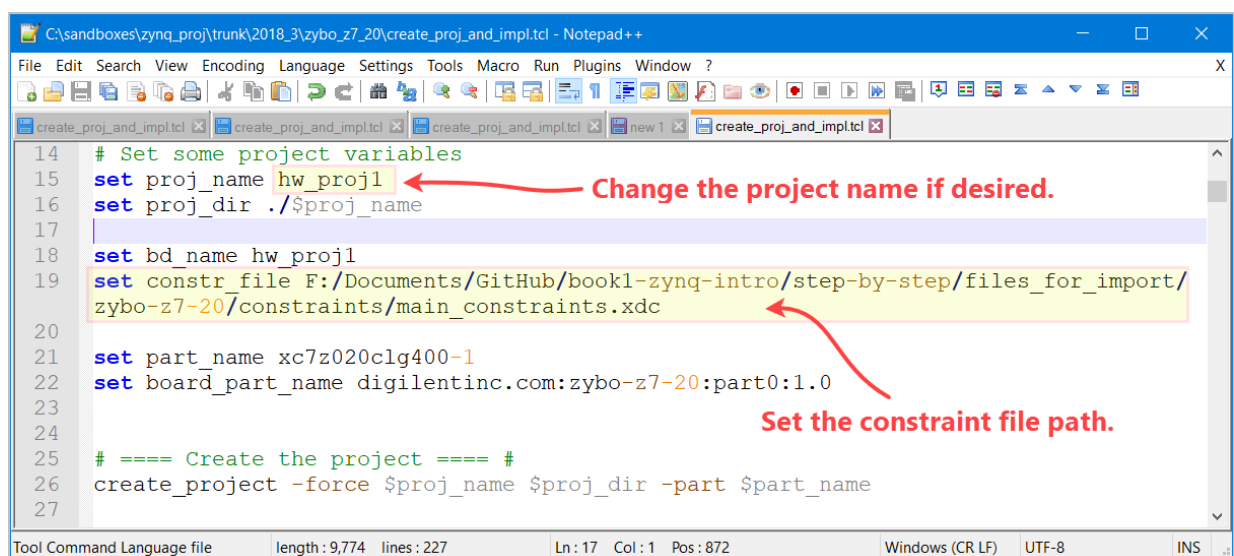 C:\sandboxes\zynq_proj\trunk\2018_3\zybo_z7_20\create_proj_and_impl.tcl - Notepad++
File Edit Search View Encoding Language Settings Tools Macro Run Plugins Window ? X
create_proj_and_impl.tcl create_proj_and_impl.tcl create_proj_and_impl.tcl new 1 create_proj_and_impl.tcl
14 # Set some project variables
15 set proj_name hw_proj1
Change the project name if desired.
16 set proj_dir ./$proj_name
17
18 set bd_name hw_proj1
19 set constr_file F:/Documents/GitHub/book1-zynq-intro/step-by-step/files_for_import/
zybo-z7-20/constraints/main_constraints.xdc
20
21 set part_name xc7z020clg400-1
22 set board_part_name digilentinc.com:zybo-z7-20:part0:1.0
23
Set the constraint file path.
24
25 # ==== Create the project ==== #
26 create_project -force $proj_name $proj_dir -part $part_name
27
Tool Command Language file length : 9,774 lines : 227 Ln : 17 Col : 1 Pos : 872 Windows (CR LF) UTF-8 INS